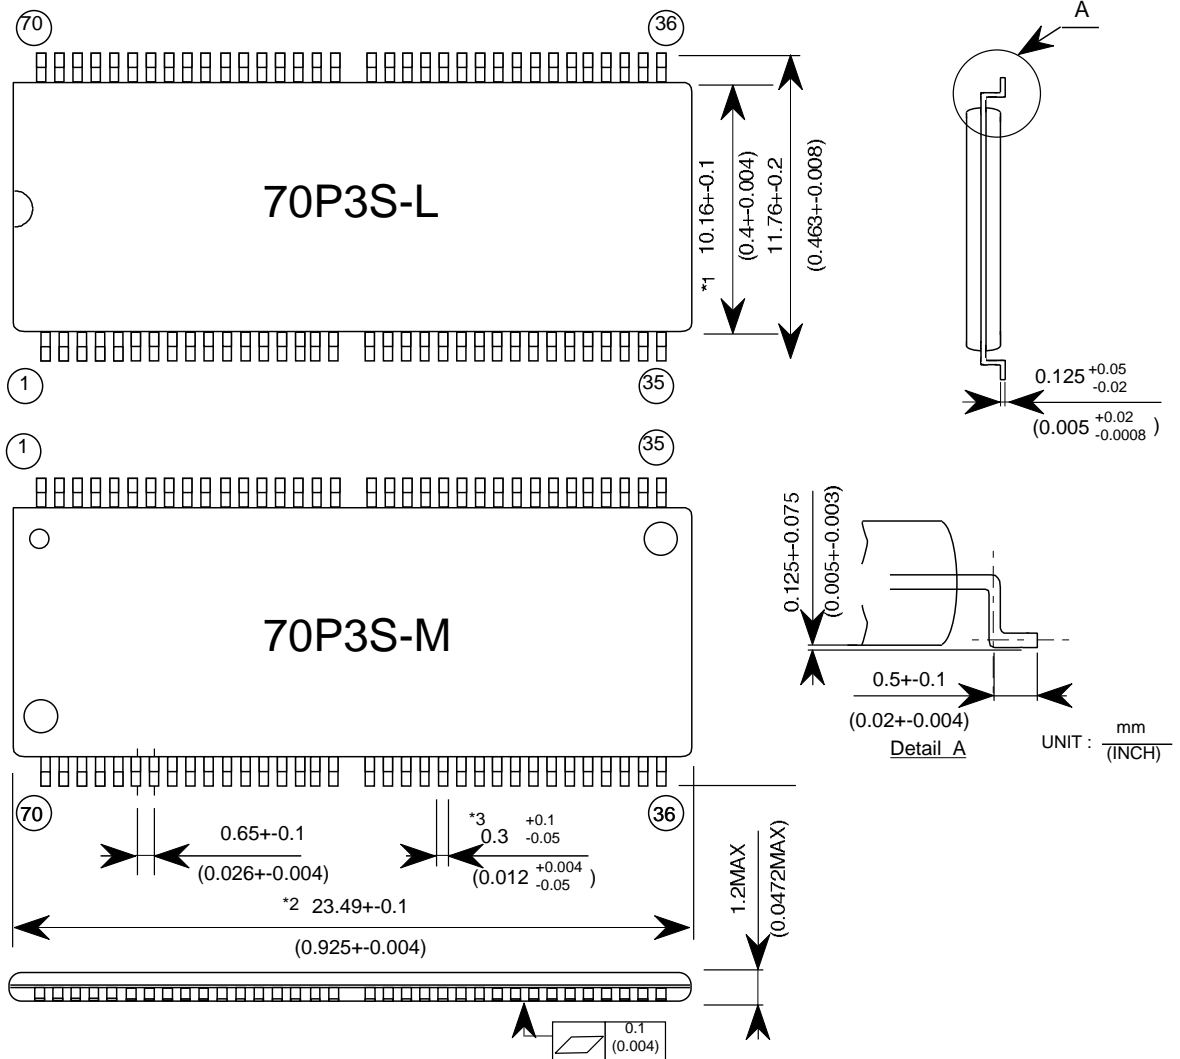 70
36
A
70P3S-L
*1 10.16+-0.1
(0.4+-0.004)
11.76+-0.2
(0.463+-0.008)
1
35
0.125 +0.05 -0.02
(0.005 +0.02 -0.0008 )
1
35
70P3S-M
0.125+-0.075
(0.005+-0.003)
0.5+-0.1
(0.02+-0.004)
Detail A
UNIT : mm
(INCH)
70
36
0.65+-0.1
(0.026+-0.004)
*3 0.3 +0.1 -0.05
(0.012 +0.004 -0.05 )
*2 23.49+-0.1
(0.925+-0.004)
1.2MAX
(0.0472MAX)
0.1
(0.004)